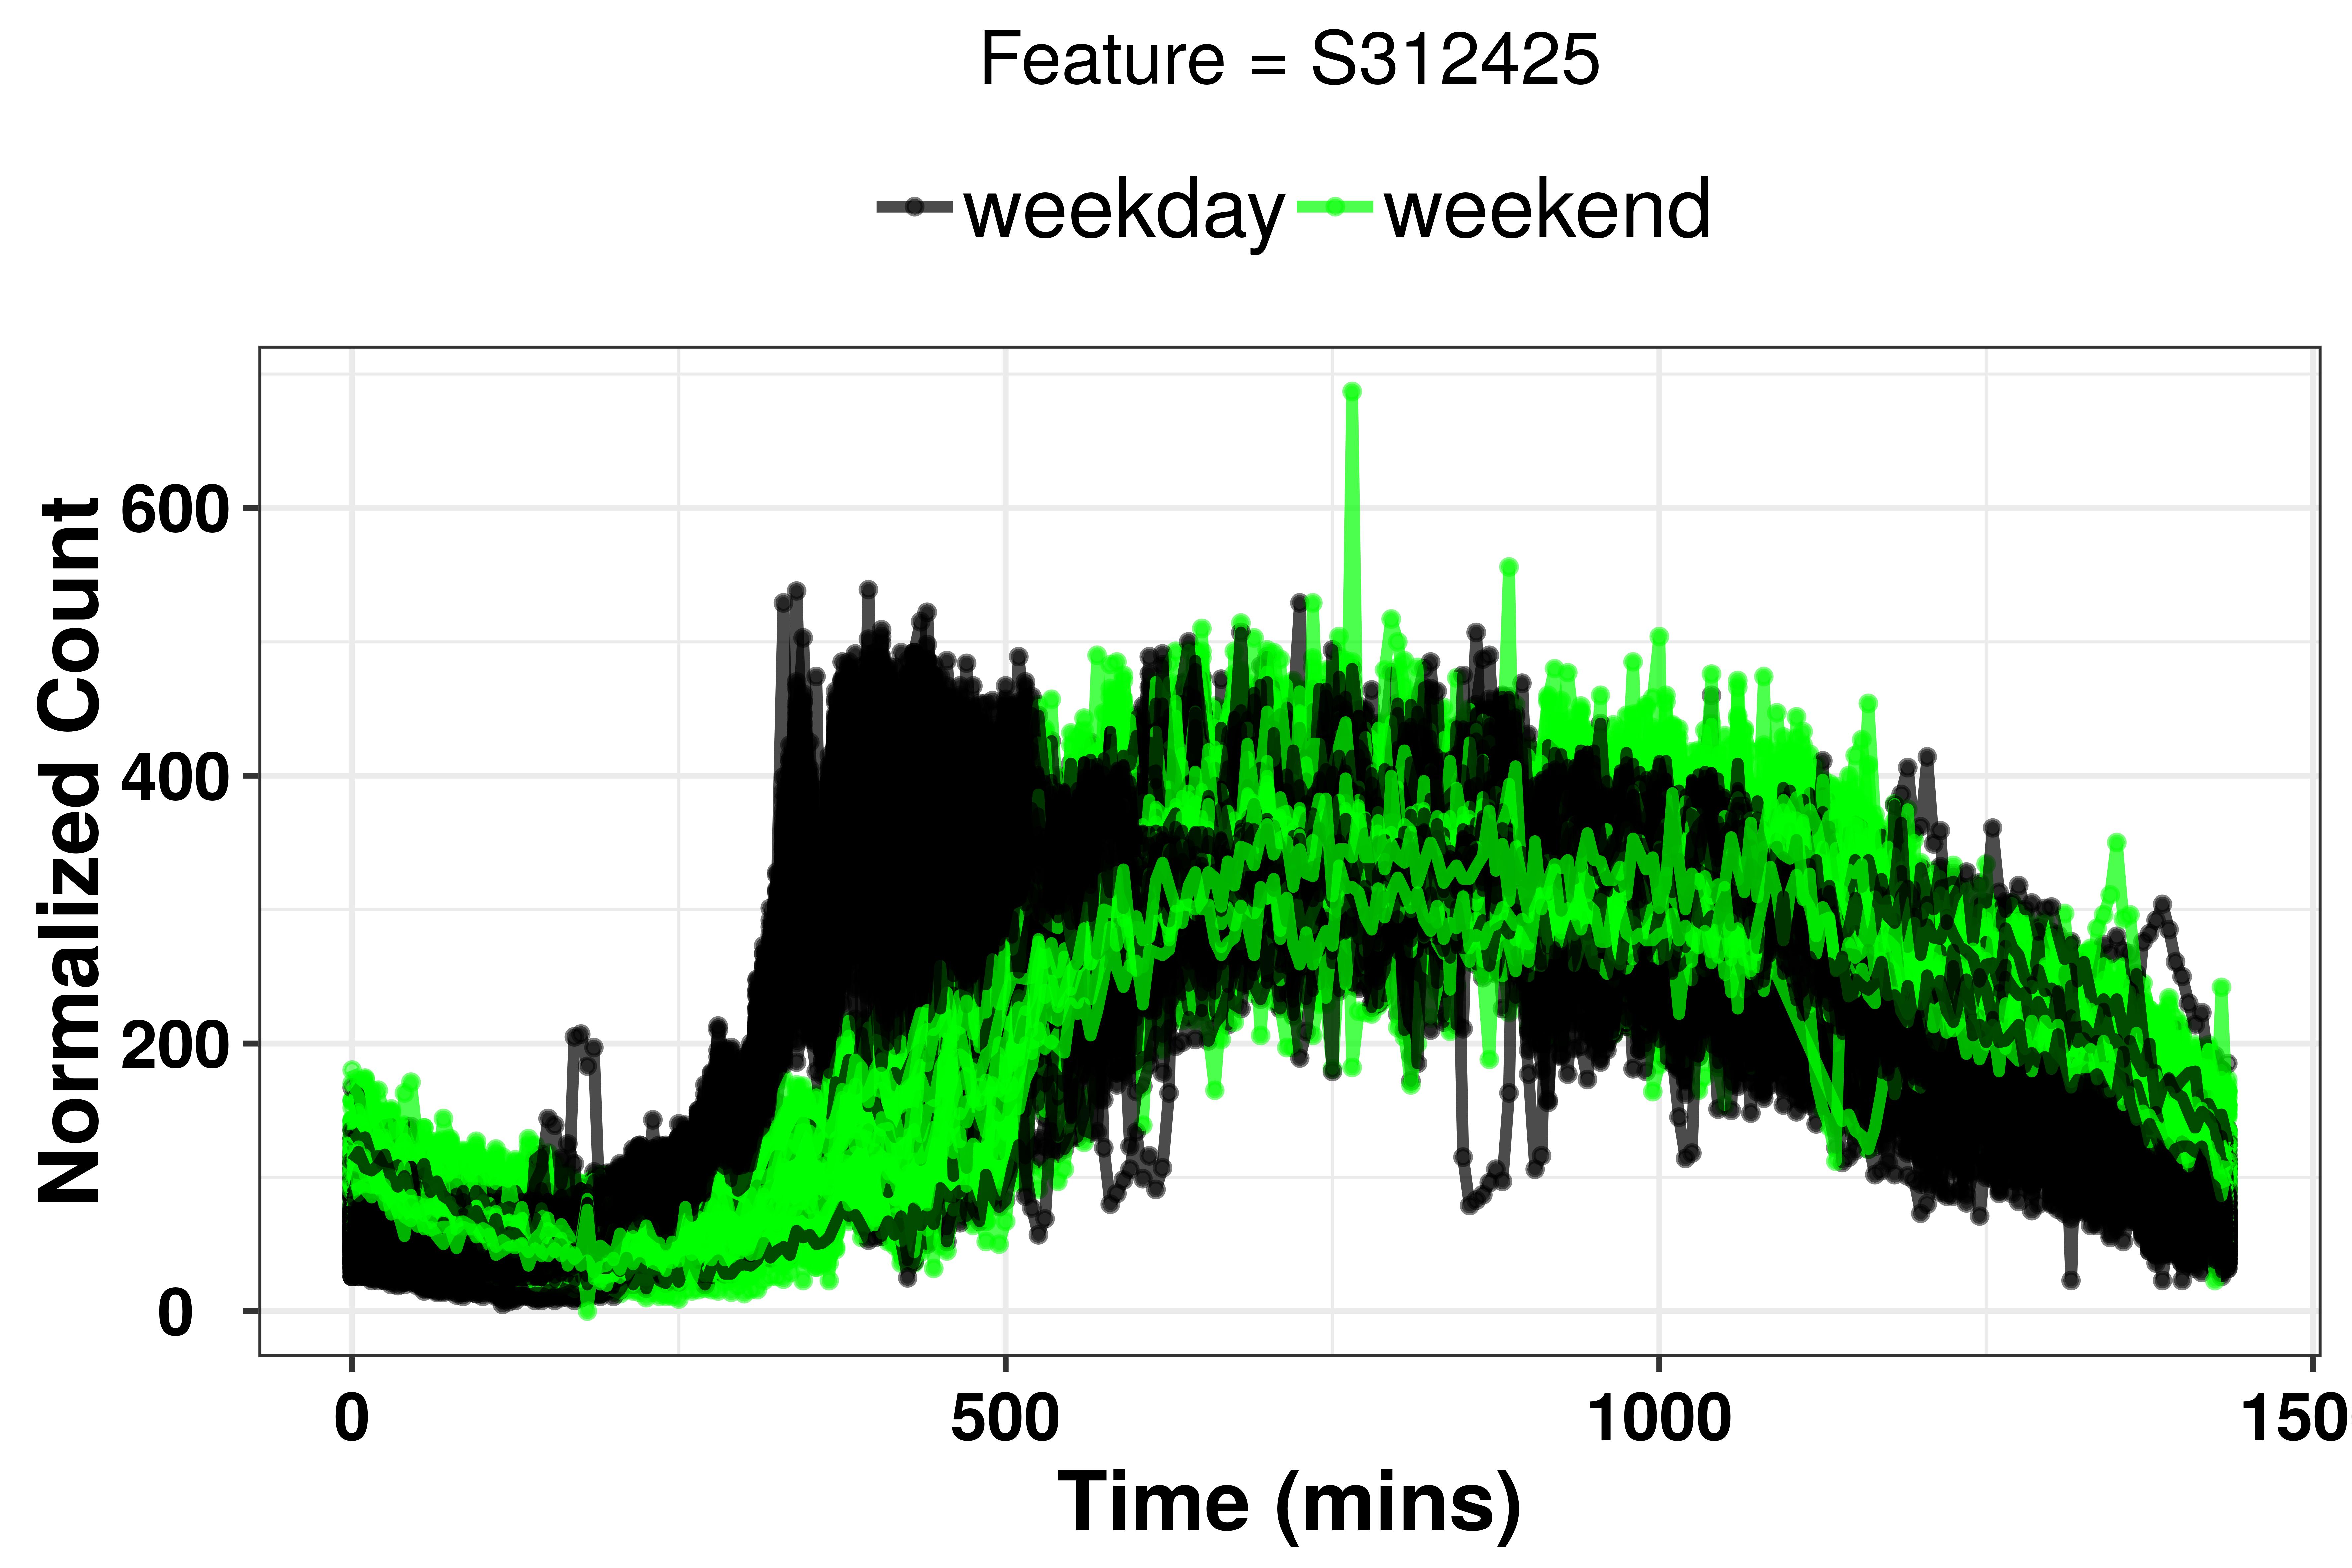 Feature = S312425
weekday weekend
Normalized Count
600
400
200
0
0 500 1000 150
Time (mins)